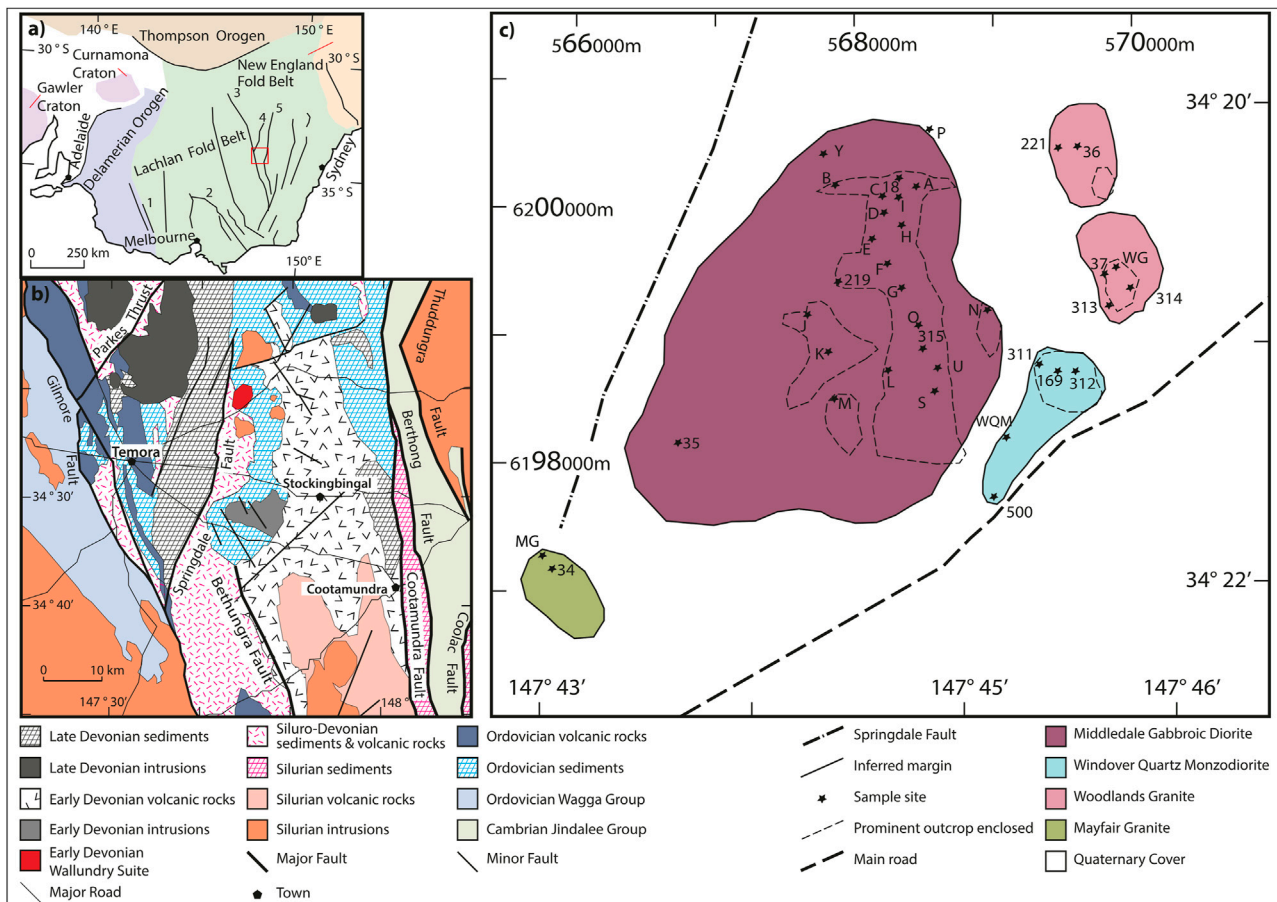 a)
140° E
150° E
Thompson Orogen
30° S
30° S
Curnamona
Craton
New England
Fold Belt
Gawler
Craton
3
5
4
Adelaide
Delamerian Orogen
Lachlan Fold Belt
Sydney
35° S
1
2
Melbourne
0
250 km
150° E
b)
Parkes Thrust
Thuddungra
Gilmore
Fault
Fault
Berthong
Temora
Fault
Stockingbingal
34° 30′
Fault
Springdale
Cootamundra
34° 40′
Bethungra Fault
Cootamundra Fault
Coolac Fault
0
10 km
147° 30′
148°
c)
566000m
568000m
570000m
34° 20′
P
Y
221
36
B
18
A
C
I
6200000m
D
H
E
WG
37
F
219
G
314
313
J
N
O
315
K
311
U
L
169
312
M
S
WQM
35
6198000m
500
MG
34
34° 22′
147° 43′
147° 45′
147° 46′
Late Devonian sediments
Late Devonian intrusions
Early Devonian volcanic rocks
Early Devonian intrusions
Early Devonian
Wallundry Suite
Major Road
Siluro-Devonian
sediments & volcanic rocks
Silurian sediments
Silurian volcanic rocks
Silurian intrusions
Major Fault
Town
Ordovician volcanic rocks
Ordovician sediments
Ordovician Wagga Group
Cambrian Jindalee Group
Minor Fault
Springdale Fault
Inferred margin
Sample site
Prominent outcrop enclosed
Main road
Middledale Gabbroic Diorite
Windover Quartz Monzodiorite
Woodlands Granite
Mayfair Granite
Quaternary Cover